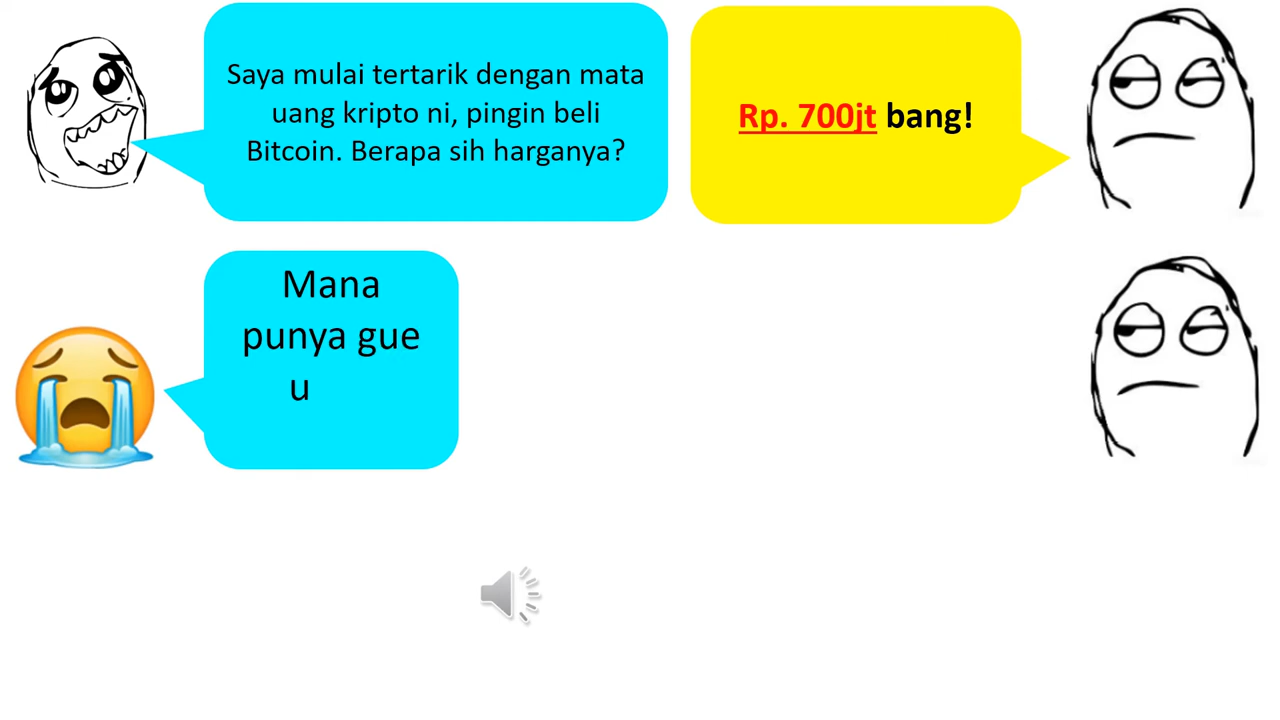 Saya mulai tertarik dengan mata
uang kripto ni, pingin beli
Bitcoin. Berapa sih harganya?
Rp. 700jt bang!
Mana
punya gue
u